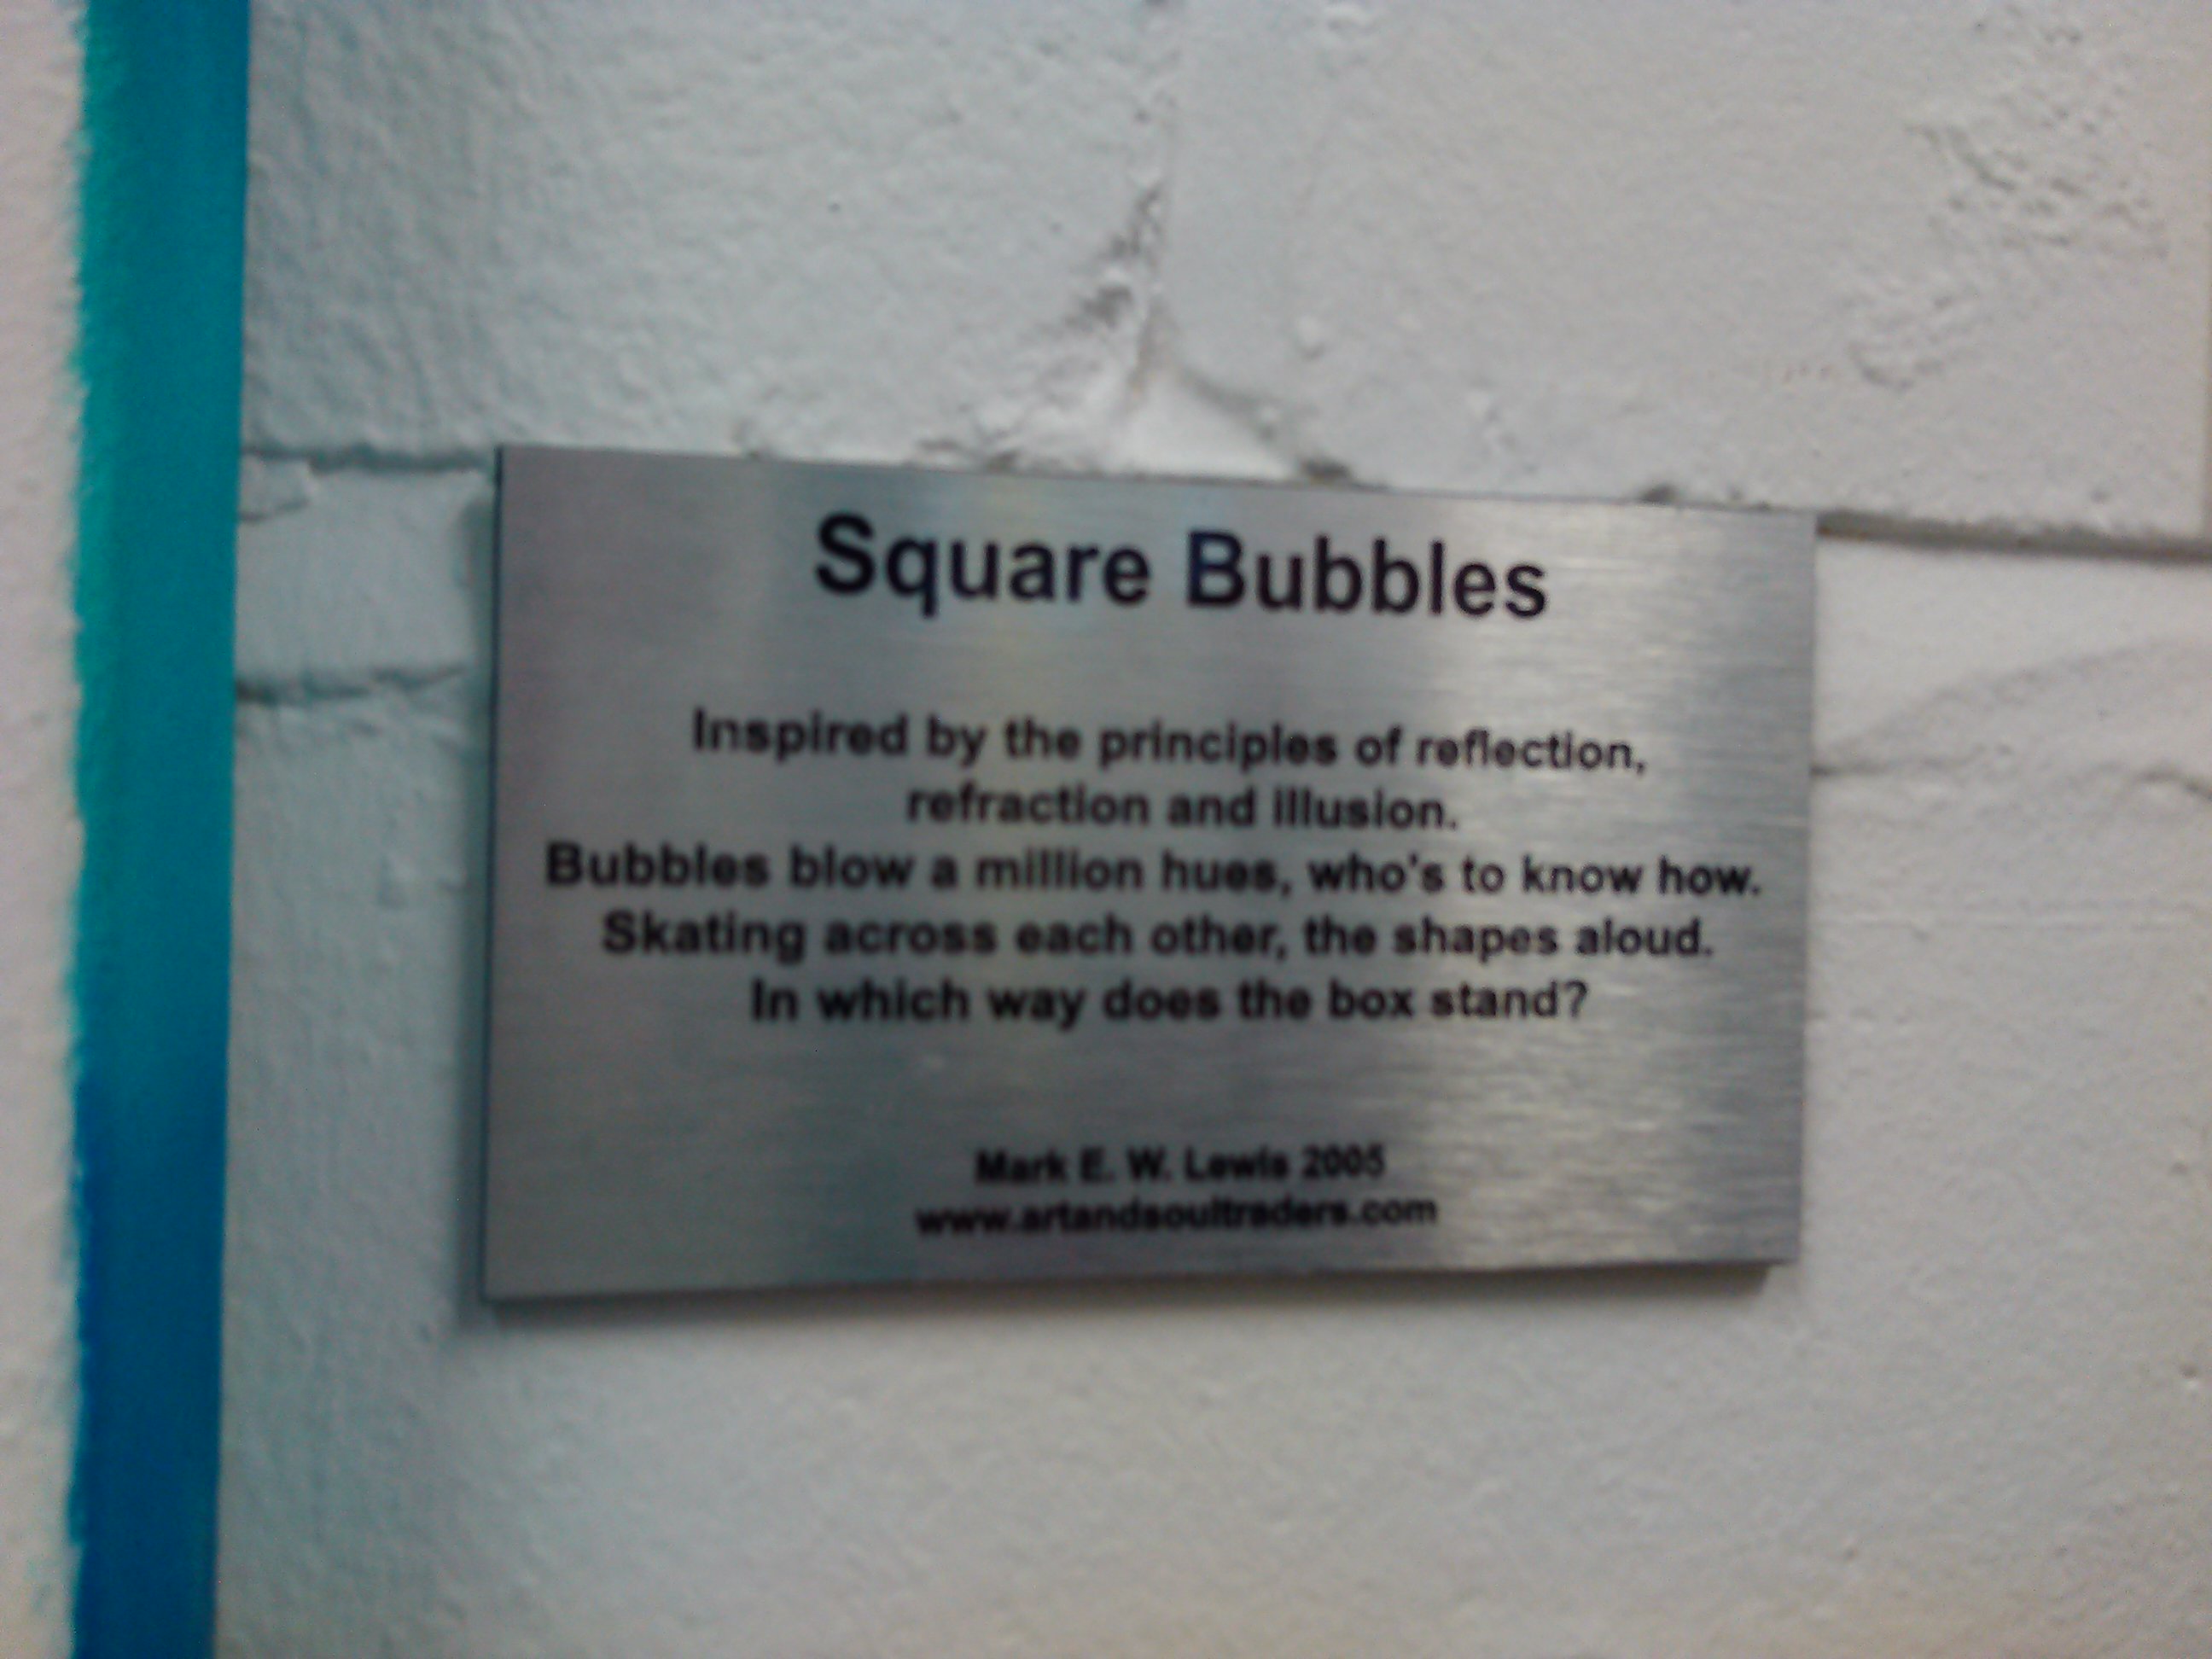 Square Bubbles
Inspired by the principles of reflection,
refraction and illusion.
Bubbles blow a million hues, who's to know how.
Skating across each other, the shapes aloud.
In which way does the box stand?
Mark E. W. Lewis 2005
www.artandsoultraders.com